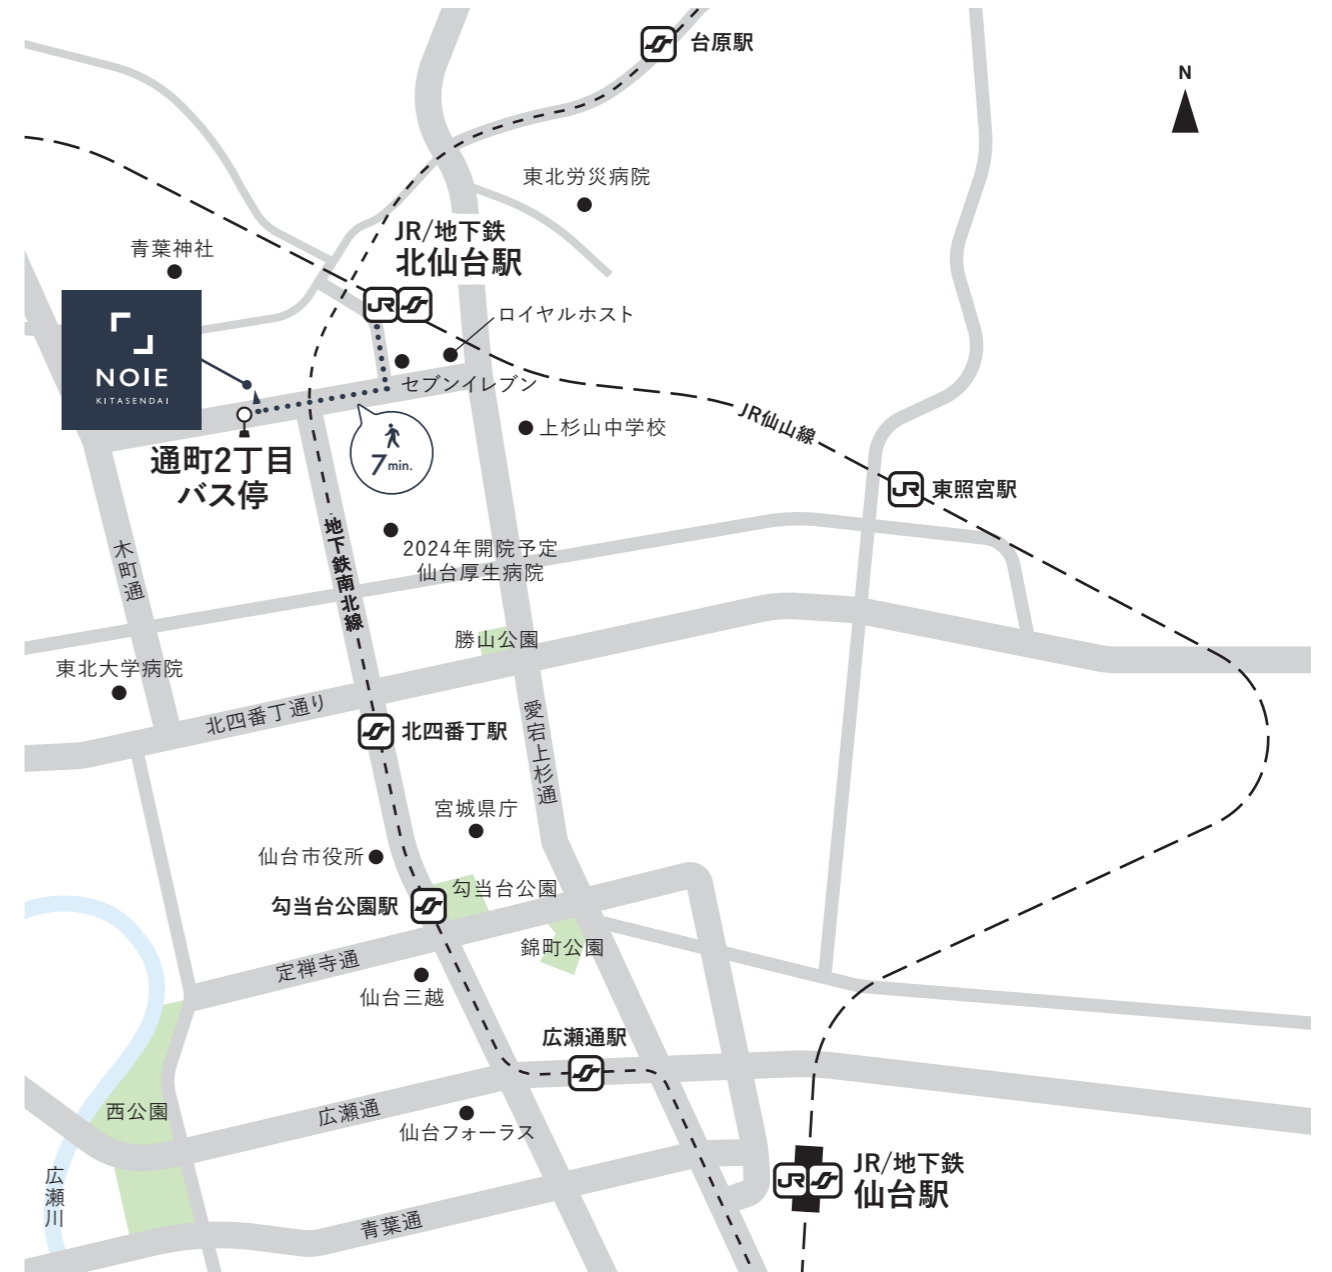 台原駅
N
東北労災病院
青葉神社
JR/地下鉄
北仙台駅
JR
ロイヤルホスト
NOIE
KITASENDAI
セブンイレブン
上杉山中学校
JR仙山線
通町2丁目
バス停
7min.
JR
東照宮駅
地下鉄南北線
木町通
2024年開院予定
仙台厚生病院
勝山公園
東北大学病院
北四番丁通り
北四番丁駅
愛宕上杉通
宮城県庁
仙台市役所
勾当台公園
勾当台公園駅
錦町公園
定禅寺通
仙台三越
広瀬通駅
西公園
広瀬通
仙台フォーラス
広瀬川
JR/地下鉄
仙台駅
JR
青葉通